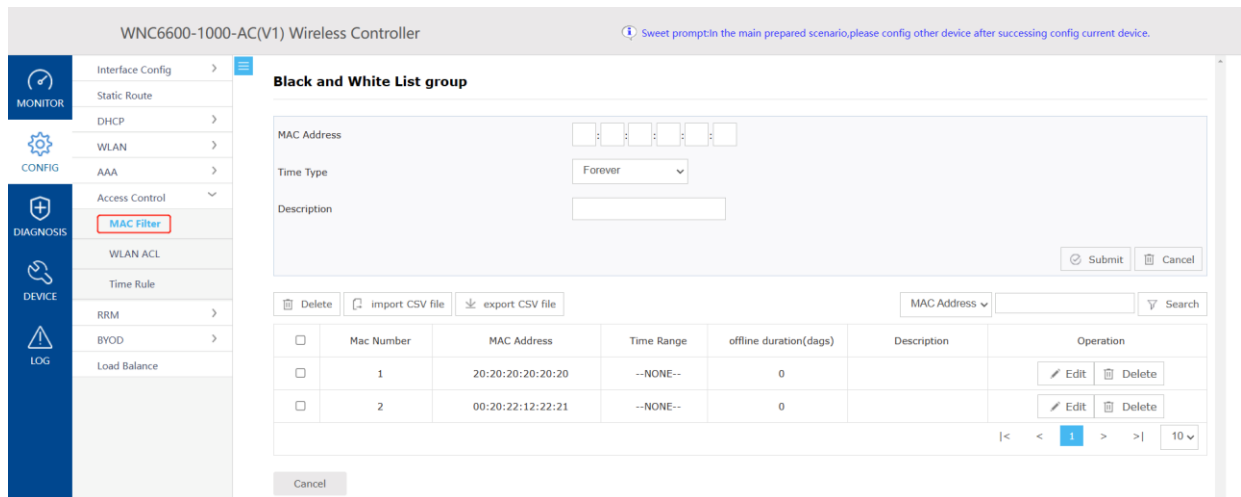 WNC6600-1000-AC(V1) Wireless Controller
Sweet prompt:In the main prepared scenario,please config other device after successing config current device.
MONITOR
CONFIG
DIAGNOSIS
DEVICE
LOG
Interface Config
Static Route
DHCP
WLAN
AAA
Access Control
MAC Filter
WLAN ACL
Time Rule
RRM
BYOD
Load Balance
Black and White List group
MAC Address : : : : :
Time Type Forever
Description
Submit Cancel
Delete import CSV file export CSV file MAC Address Search
Mac Number MAC Address Time Range offline duration(dags) Description Operation
1 20:20:20:20:20:20 --NONE-- 0 Edit Delete
2 00:20:22:12:22:21 --NONE-- 0 Edit Delete
|< < 1 > >| 10
Cancel